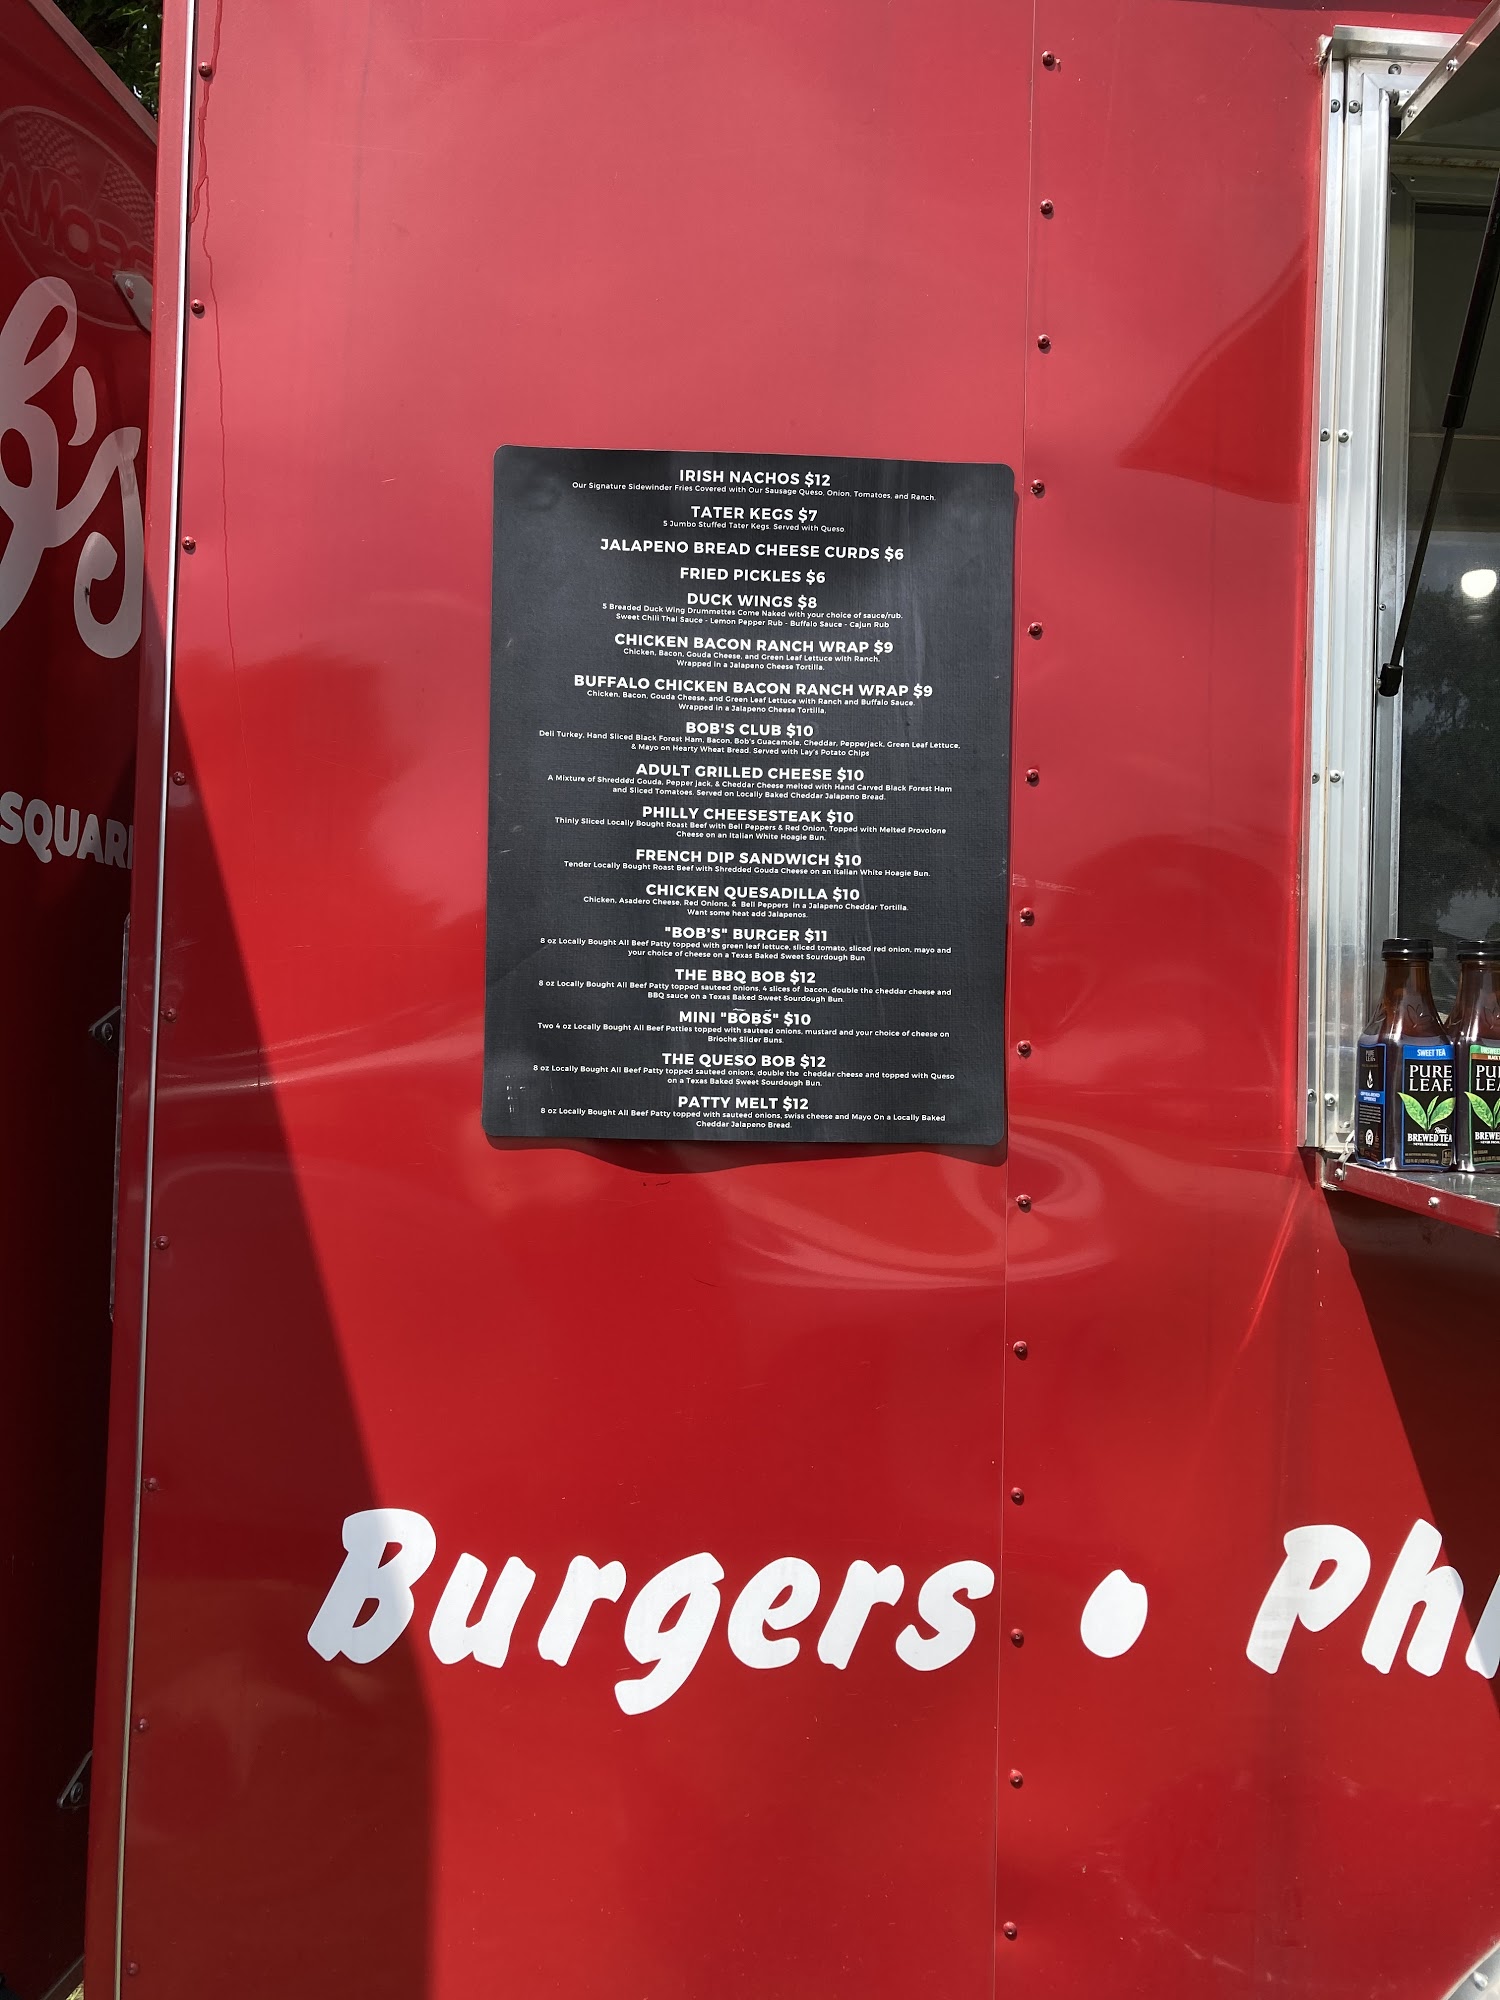 b's
SQUAR
IRISH NACHOS $12
Our Signature Sidewinder Fries Covered with Our Sausage Queso, Onion, Tomatoes, and Ranch.
TATER KEGS $7
5 Jumbo Stuffed Tater Kegs. Served with Queso.
JALAPENO BREAD CHEESE CURDS $6
FRIED PICKLES $6
DUCK WINGS $8
5 Breaded Duck Wing Drummettes Come Naked with your choice of sauce/rub.
Sweet Chili Thai Sauce - Lemon Pepper Rub - Buffalo Sauce - Cajun Rub
CHICKEN BACON RANCH WRAP $9
Chicken, Bacon, Gouda Cheese, and Green Leaf Lettuce with Ranch.
Wrapped in a Jalapeno Cheese Tortilla.
BUFFALO CHICKEN BACON RANCH WRAP $9
Chicken, Bacon, Gouda Cheese, and Green Leaf Lettuce with Ranch and Buffalo Sauce.
Wrapped in a Jalapeno Cheese Tortilla.
BOB'S CLUB $10
Deli Turkey, Hand Sliced Black Forest Ham, Bacon, Bob's Guacamole, Cheddar, Pepperjack, Green Leaf Lettuce,
& Mayo on Hearty Wheat Bread. Served with Lay's Potato Chips
ADULT GRILLED CHEESE $10
A Mixture of Shredded Gouda, Pepper jack, & Cheddar Cheese melted with Hand Carved Black Forest Ham
and Sliced Tomatoes. Served on Locally Baked Cheddar Jalapeno Bread.
PHILLY CHEESESTEAK $10
Thinly Sliced Locally Bought Roast Beef with Bell Peppers & Red Onion, Topped with Melted Provolone
Cheese on an Italian White Hoagie Bun.
FRENCH DIP SANDWICH $10
Tender Locally Bought Roast Beef with Shredded Gouda Cheese on an Italian White Hoagie Bun.
CHICKEN QUESADILLA $10
Chicken, Asadero Cheese, Red Onions, & Bell Peppers in a Jalapeno Cheddar Tortilla.
Want some heat add Jalapenos.
"BOB'S" BURGER $11
8 oz Locally Bought All Beef Patty topped with green leaf lettuce, sliced tomato, sliced red onion, mayo and
your choice of cheese on a Texas Baked Sweet Sourdough Bun
THE BBQ BOB $12
8 oz Locally Bought All Beef Patty topped sauteed onions, 4 slices of bacon, double the cheddar cheese and
BBQ sauce on a Texas Baked Sweet Sourdough Bun.
MINI "BOBS" $10
Two 4 oz Locally Bought All Beef Patties topped with sauteed onions, mustard and your choice of cheese on
Brioche Slider Buns.
THE QUESO BOB $12
8 oz Locally Bought All Beef Patty topped sauteed onions, double the cheddar cheese and topped with Queso
on a Texas Baked Sweet Sourdough Bun.
PATTY MELT $12
8 oz Locally Bought All Beef Patty topped with sauteed onions, swiss cheese and Mayo On a Locally Baked
Cheddar Jalapeno Bread.
SWEET TEA
PURE
LEAF
Real
BREWED TEA
PU
LEA
BREWE
Burgers • Ph